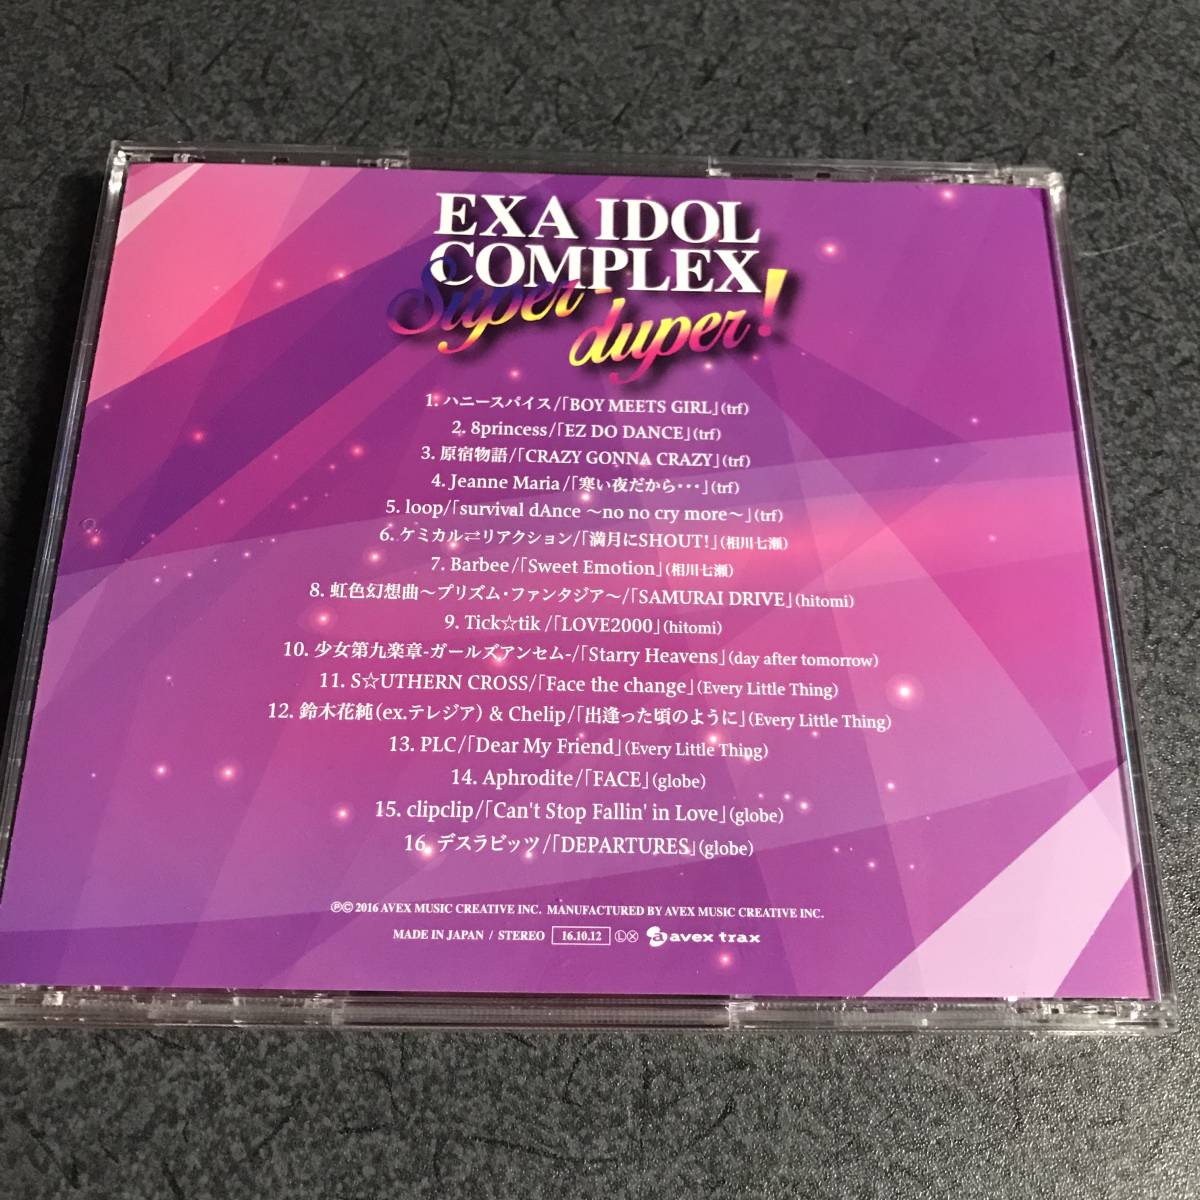 EXA IDOL
COMPLEX
Super-
duper!
1. ハニースパイス/「BOY MEETS GIRL」(trf)
2. 8princess/「EZ DO DANCE」(trf)
3. 原宿物語/「CRAZY GONNA CRAZY」(trf)
4. Jeanne Maria/「寒い夜だから・・・」(trf)
5. loop/「survival dAnce ～no no cry more～」(trf)
6. ケミカル⇄リアクション/「満月にSHOUT!」(相川七瀬)
7. Barbee/「Sweet Emotion」(相川七瀬)
8. 虹色幻想曲～プリズム・ファンタジア～/「SAMURAI DRIVE」(hitomi)
9. Tick☆tik /「LOVE2000」(hitomi)
10. 少女第九楽章-ガールズアンセム-/「Starry Heavens」(day after tomorrow)
11. S☆UTHERN CROSS/「Face the change」(Every Little Thing)
12. 鈴木花純(ex.テレジア) & Chelip/「出逢った頃のように」(Every Little Thing)
13. PLC/「Dear My Friend」(Every Little Thing)
14. Aphrodite/「FACE」(globe)
15. clipclip/「Can't Stop Fallin' in Love」(globe)
16. デスラビッツ/「DEPARTURES」(globe)
Ⓟ© 2016 AVEX MUSIC CREATIVE INC. MANUFACTURED BY AVEX MUSIC CREATIVE INC.
MADE IN JAPAN / STEREO 16.10.12 Ⓛⓧ a avex trax